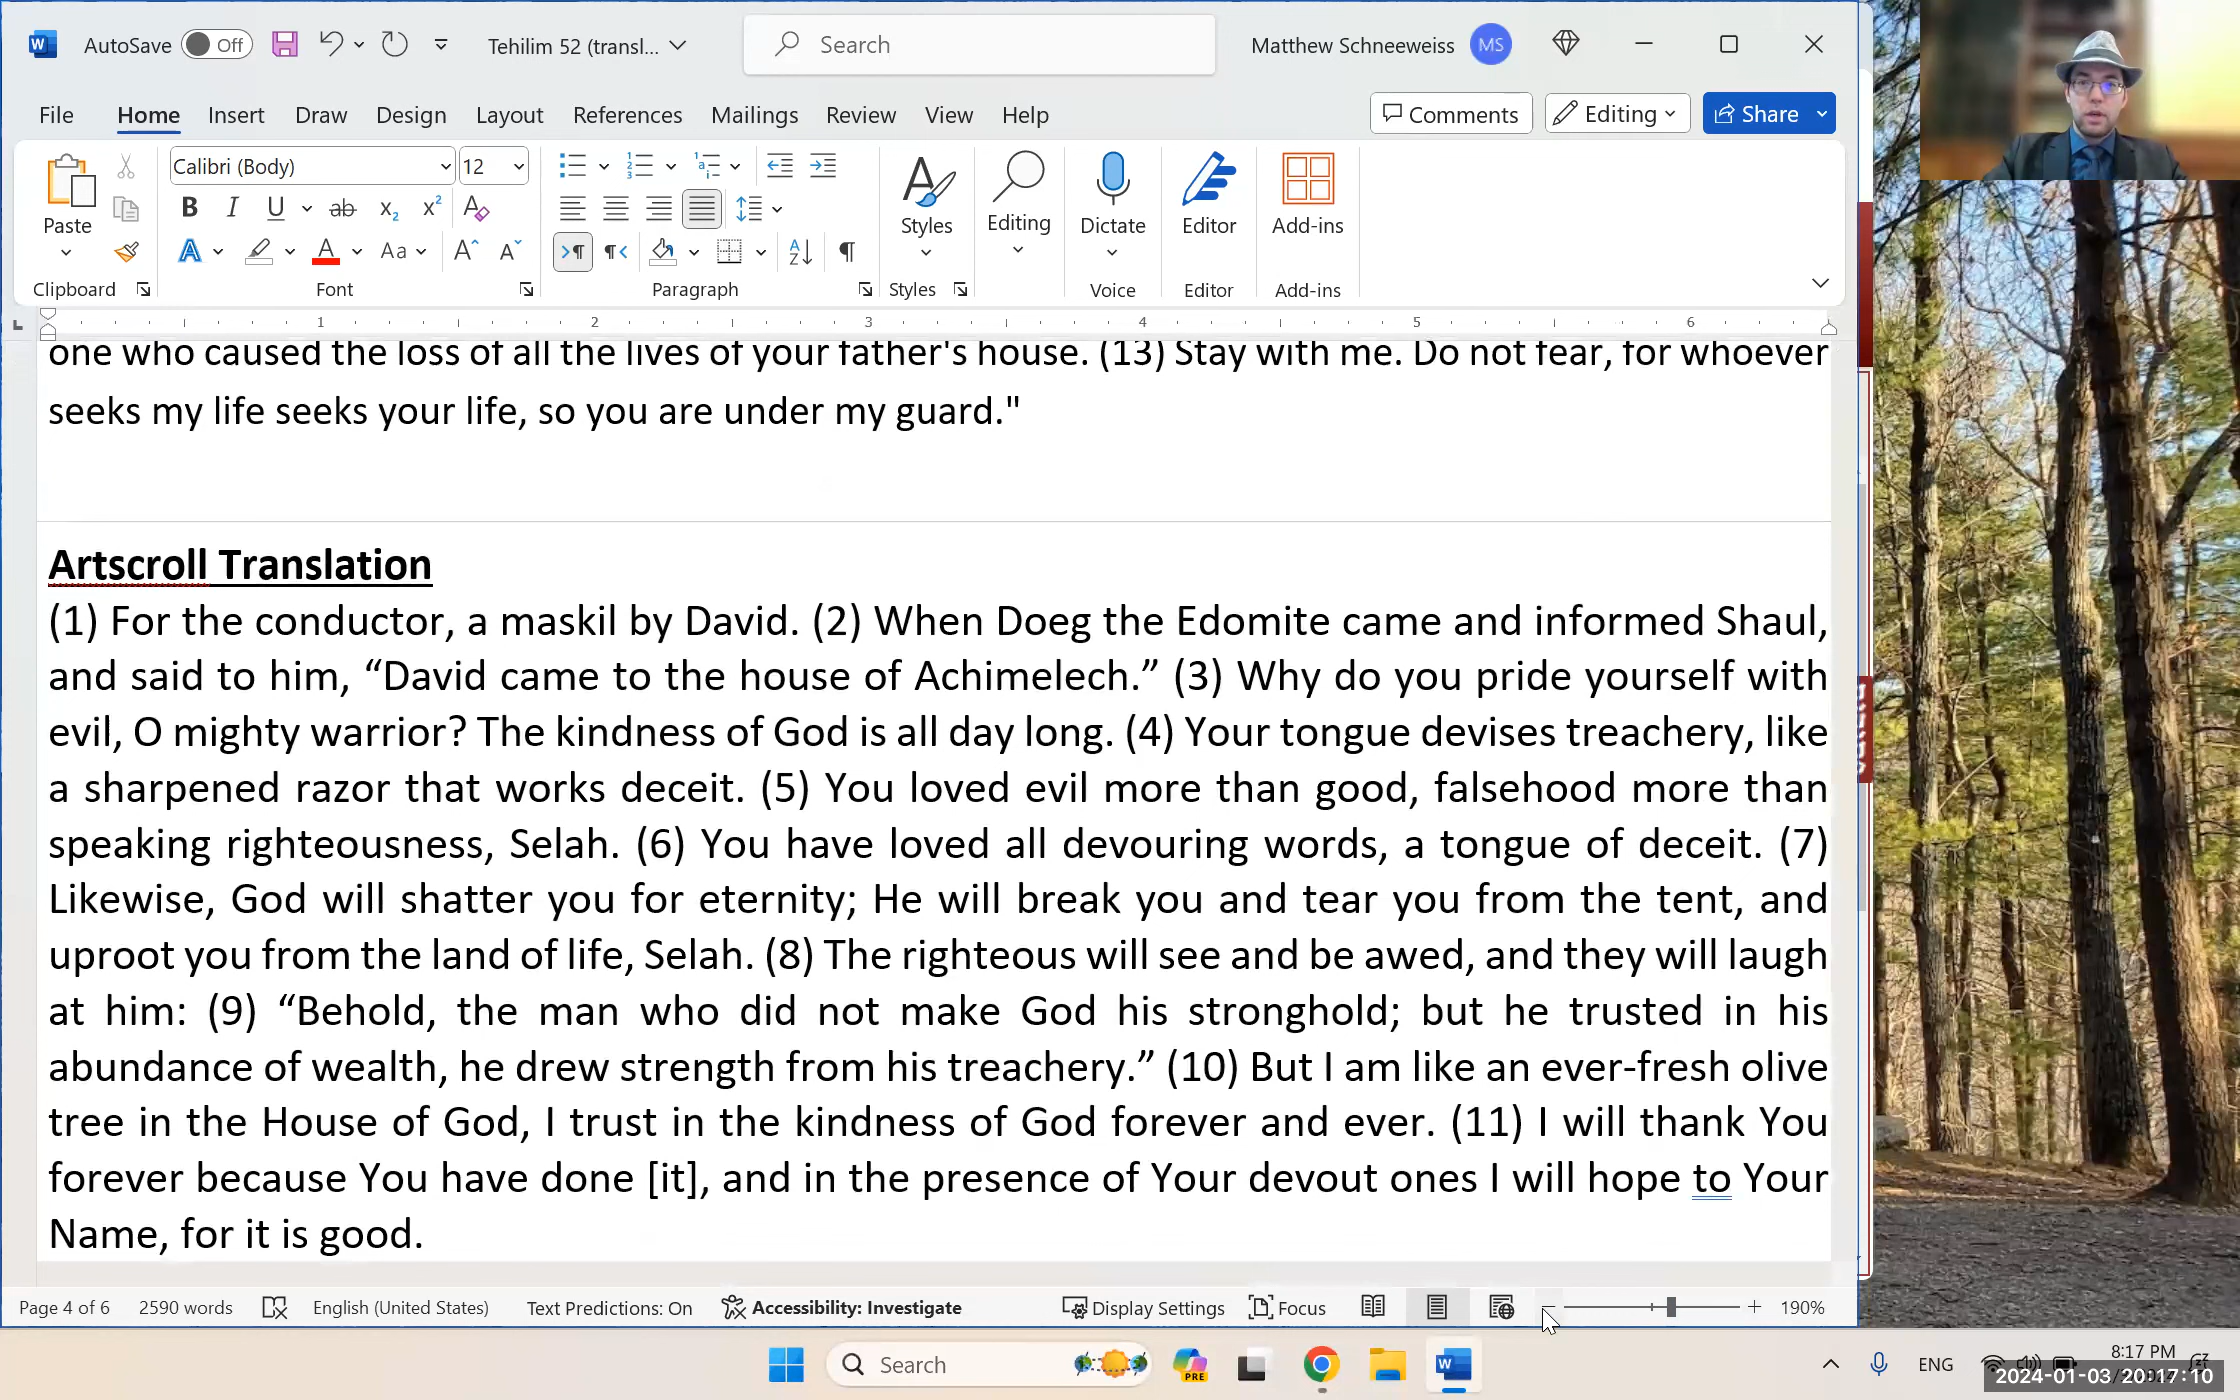 AutoSave Off Tehilim 52 (transl... Search Matthew Schneeweiss MS
File Home Insert Draw Design Layout References Mailings Review View Help Comments Editing Share
Paste Calibri (Body) 12 Styles Editing Dictate Editor Add-ins
Clipboard Font Paragraph Styles Voice Editor Add-ins
1 2 3 4 5 6
one who caused the loss of all the lives of your father's house. (13) Stay with me. Do not fear, for whoever
seeks my life seeks your life, so you are under my guard."
Artscroll Translation
(1) For the conductor, a maskil by David. (2) When Doeg the Edomite came and informed Shaul,
and said to him, “David came to the house of Achimelech.” (3) Why do you pride yourself with
evil, O mighty warrior? The kindness of God is all day long. (4) Your tongue devises treachery, like
a sharpened razor that works deceit. (5) You loved evil more than good, falsehood more than
speaking righteousness, Selah. (6) You have loved all devouring words, a tongue of deceit. (7)
Likewise, God will shatter you for eternity; He will break you and tear you from the tent, and
uproot you from the land of life, Selah. (8) The righteous will see and be awed, and they will laugh
at him: (9) “Behold, the man who did not make God his stronghold; but he trusted in his
abundance of wealth, he drew strength from his treachery.” (10) But I am like an ever-fresh olive
tree in the House of God, I trust in the kindness of God forever and ever. (11) I will thank You
forever because You have done [it], and in the presence of Your devout ones I will hope to Your
Name, for it is good.
Page 4 of 6 2590 words English (United States) Text Predictions: On Accessibility: Investigate Display Settings Focus 190%
Search PRE ENG 8:17 PM
2024-01-03 20:17:10